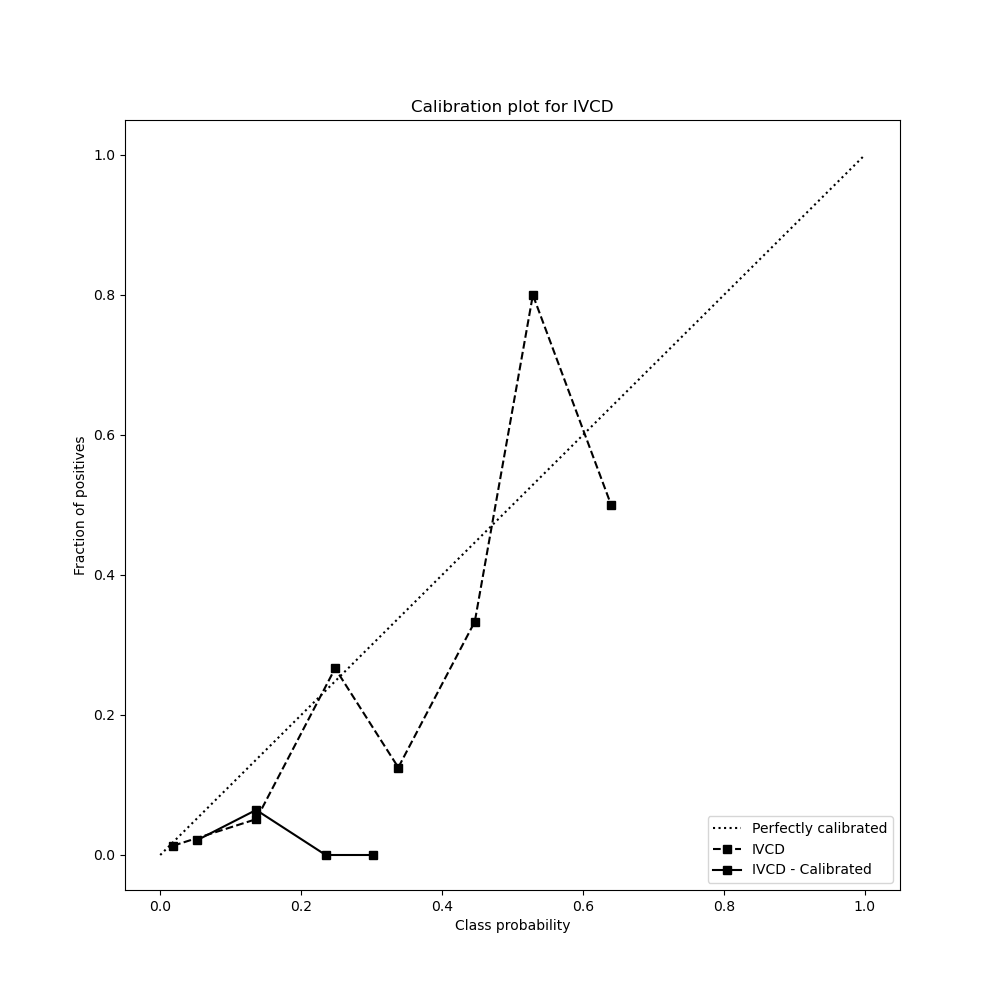 Calibration plot for IVCD
1.0
0.8
0.6
0.4
0.2
0.0
Fraction of positives
0.0 0.2 0.4 0.6 0.8 1.0
Class probability
Perfectly calibrated
IVCD
IVCD - Calibrated